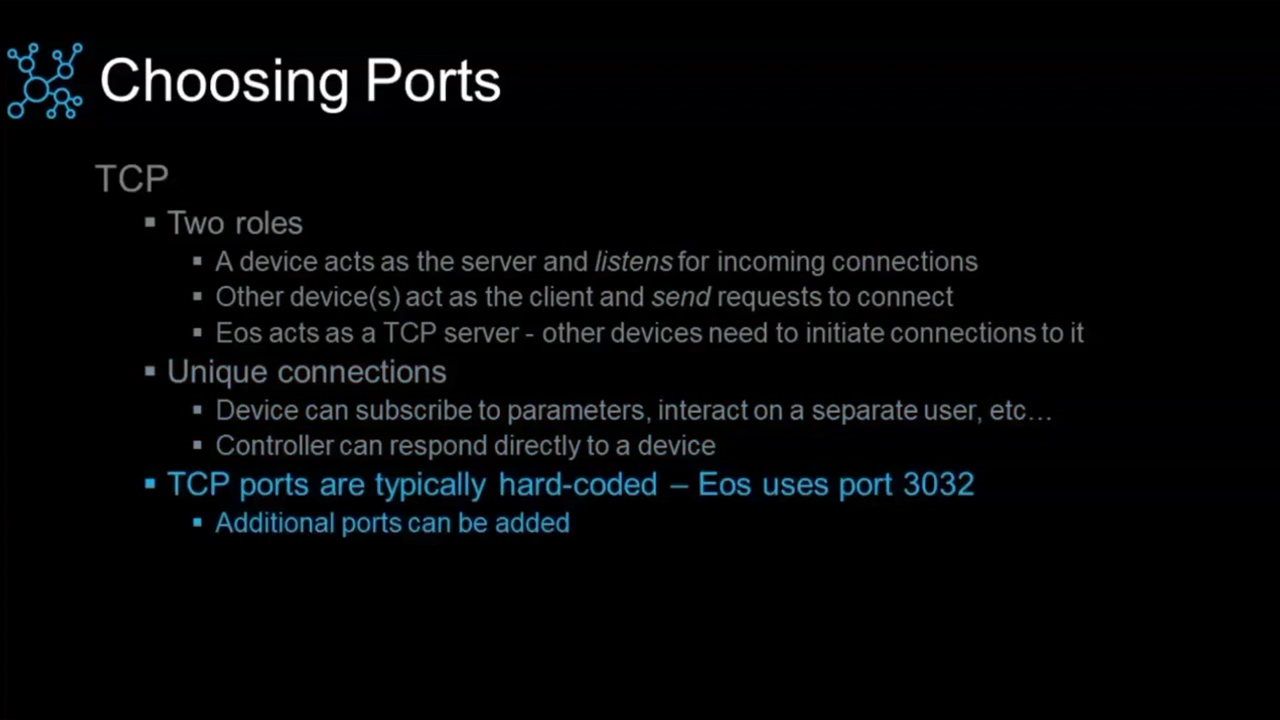 Choosing Ports
TCP
▪ Two roles
▪ A device acts as the server and listens for incoming connections
▪ Other device(s) act as the client and send requests to connect
▪ Eos acts as a TCP server - other devices need to initiate connections to it
▪ Unique connections
▪ Device can subscribe to parameters, interact on a separate user, etc…
▪ Controller can respond directly to a device
▪ TCP ports are typically hard-coded – Eos uses port 3032
▪ Additional ports can be added